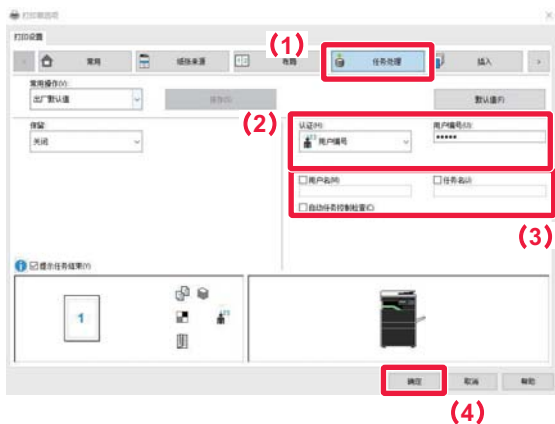 打印首选项
打印设置
(1)
常用
纸张来源
布局
任务处理
插入
常用操作(V):
出厂默认值
保存(S)
默认值(F)
(2)
保留:
关闭
认证(H):
用户编号
用户编号(U):
*****
用户名(M)
任务名(J)
自动任务控制检查(C)
(3)
提示任务结果(Y)
1
123
确定
取消
帮助
(4)